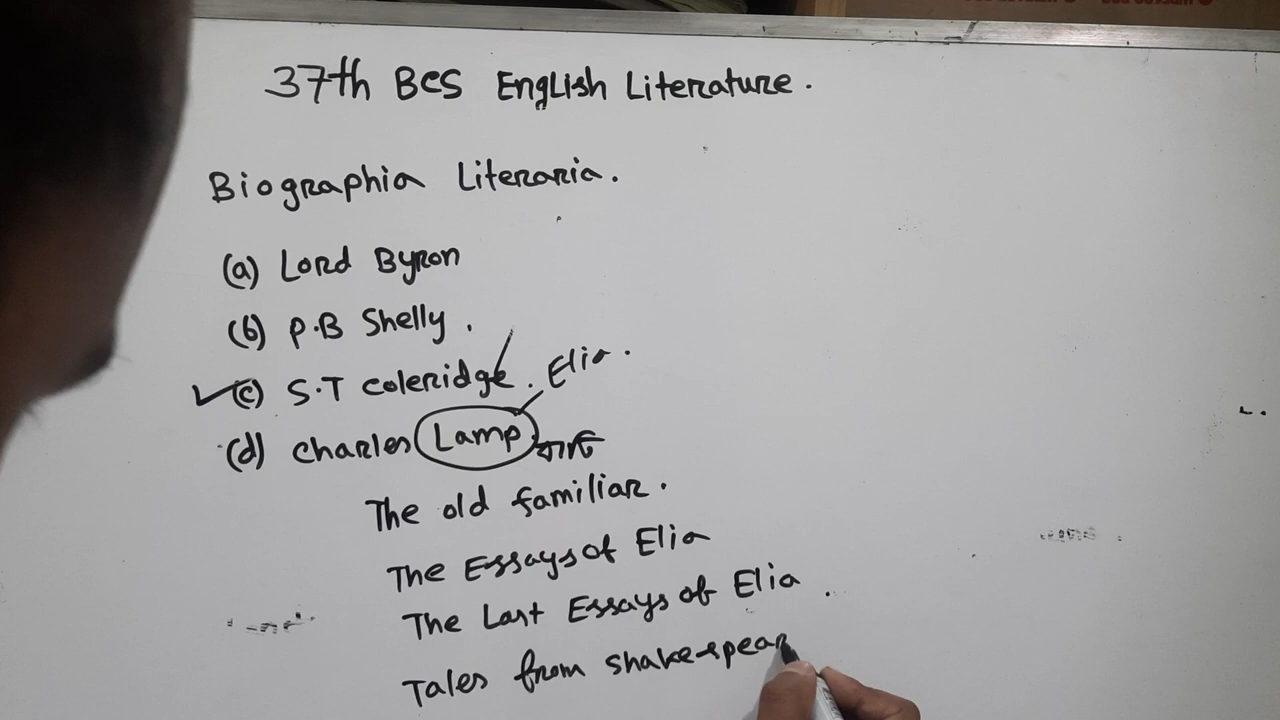 37th BCS English Literature.
Biographia Literaria.
(a) Lord Byron
(b) P.B Shelly.
(c) S.T Coleridge.
Elia.
(d) Charles Lamp
The old familiar.
The Essays of Elia
The Last Essays of Elia.
Tales from Shakespear